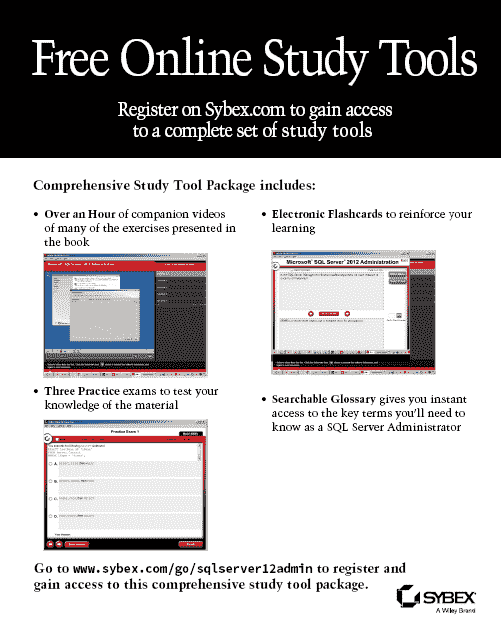 Free Online Study Tools
Register on Sybex.com to gain access
to a complete set of study tools
Comprehensive Study Tool Package includes:
• Over an Hour of companion videos
of many of the exercises presented in
the book
• Three Practice exams to test your
knowledge of the material
Practice Exam 1
• Electronic Flashcards to reinforce your
learning
Microsoft SQL Server 2012 Administration
• Searchable Glossary gives you instant
access to the key terms you'll need to
know as a SQL Server Administrator
Go to www.sybex.com/go/sqlserver12admin to register and
gain access to this comprehensive study tool package.
SYBEX
A Wiley Brand